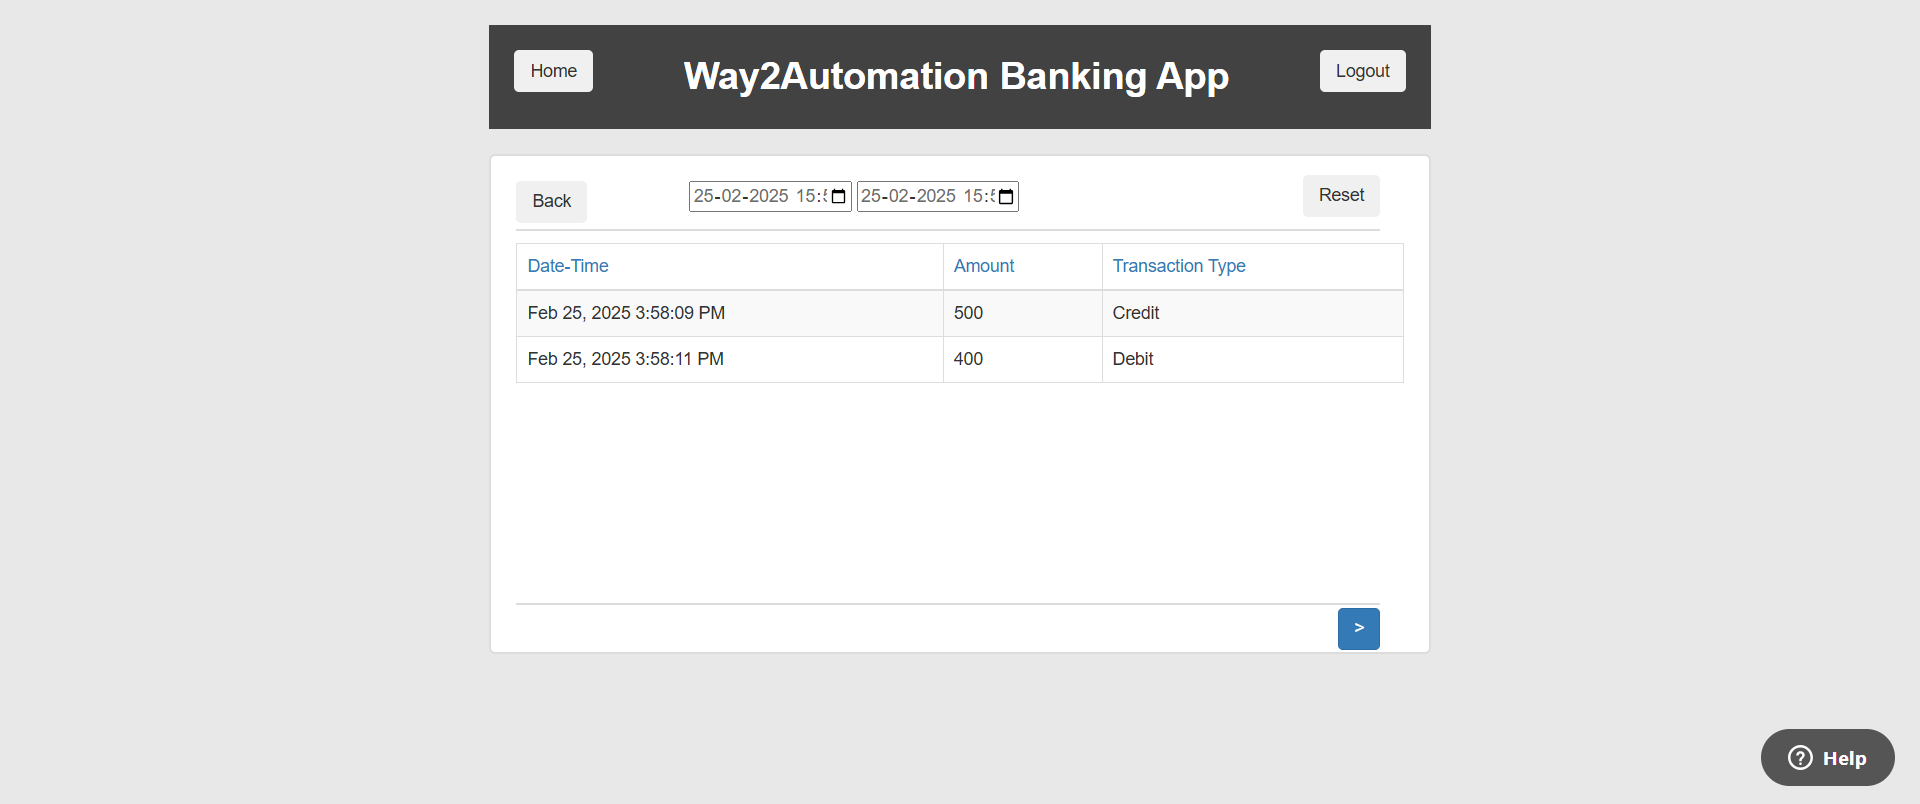 Home Way2Automation Banking App Logout
Back 25-02-2025 15: 25-02-2025 15: Reset
Date-Time Amount Transaction Type
Feb 25, 2025 3:58:09 PM 500 Credit
Feb 25, 2025 3:58:11 PM 400 Debit
>
Help